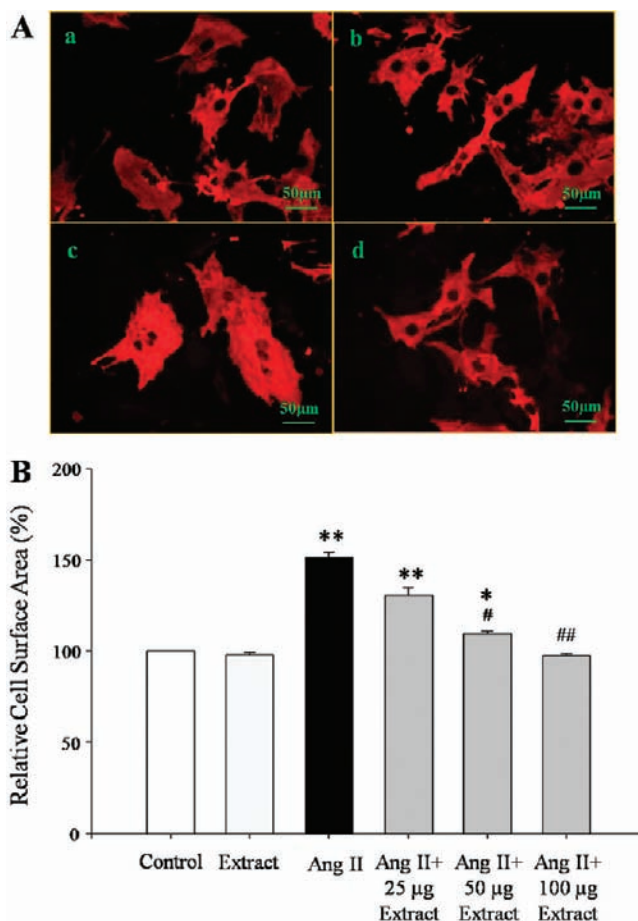 A
a
b
50µm
50µm
c
d
50µm
50µm
B
Relative Cell Surface Area (%)
200
150
100
50
0
**
**
*
#
##
Control
Extract
Ang II
Ang II+
25 µg
Extract
Ang II+
50 µg
Extract
Ang II+
100 µg
Extract